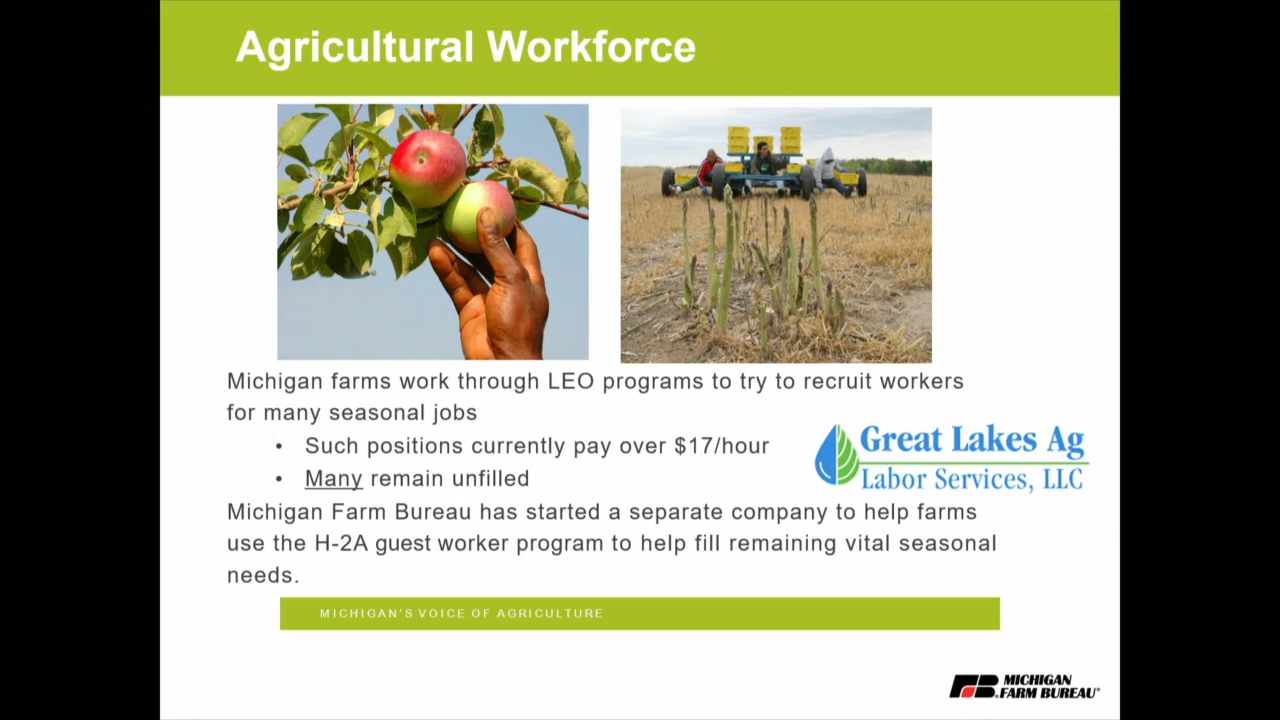 Agricultural Workforce
Michigan farms work through LEO programs to try to recruit workers
for many seasonal jobs
• Such positions currently pay over $17/hour
• Many remain unfilled
Great Lakes Ag
Labor Services, LLC
Michigan Farm Bureau has started a separate company to help farms
use the H-2A guest worker program to help fill remaining vital seasonal
needs.
MICHIGAN'S VOICE OF AGRICULTURE
MICHIGAN
FARM BUREAU®